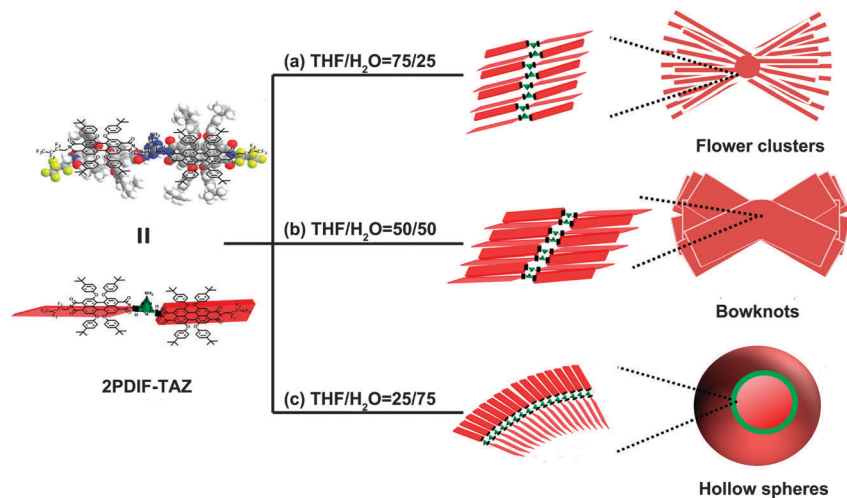 (a) THF/H₂O=75/25
Flower clusters
(b) THF/H₂O=50/50
Bowknots
2PDIF-TAZ
(c) THF/H₂O=25/75
Hollow spheres